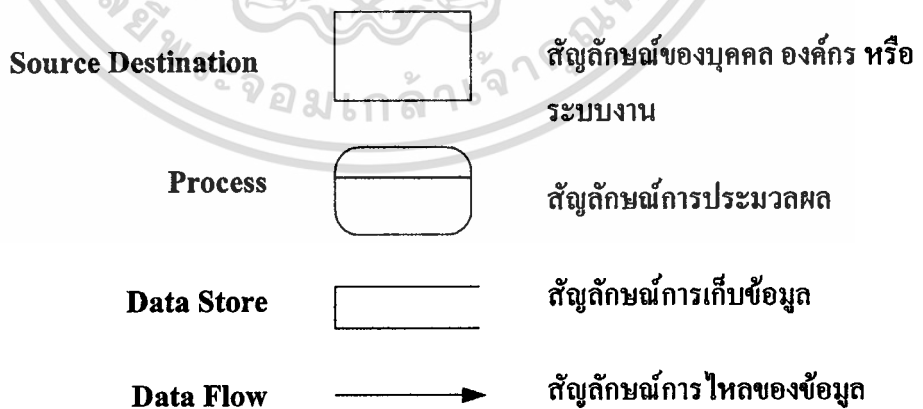 Source Destination
สัญลักษณ์ของบุคคล องค์กร หรือ
ระบบงาน
Process
สัญลักษณ์การประมวลผล
Data Store
สัญลักษณ์การเก็บข้อมูล
Data Flow
สัญลักษณ์การไหลของข้อมูล